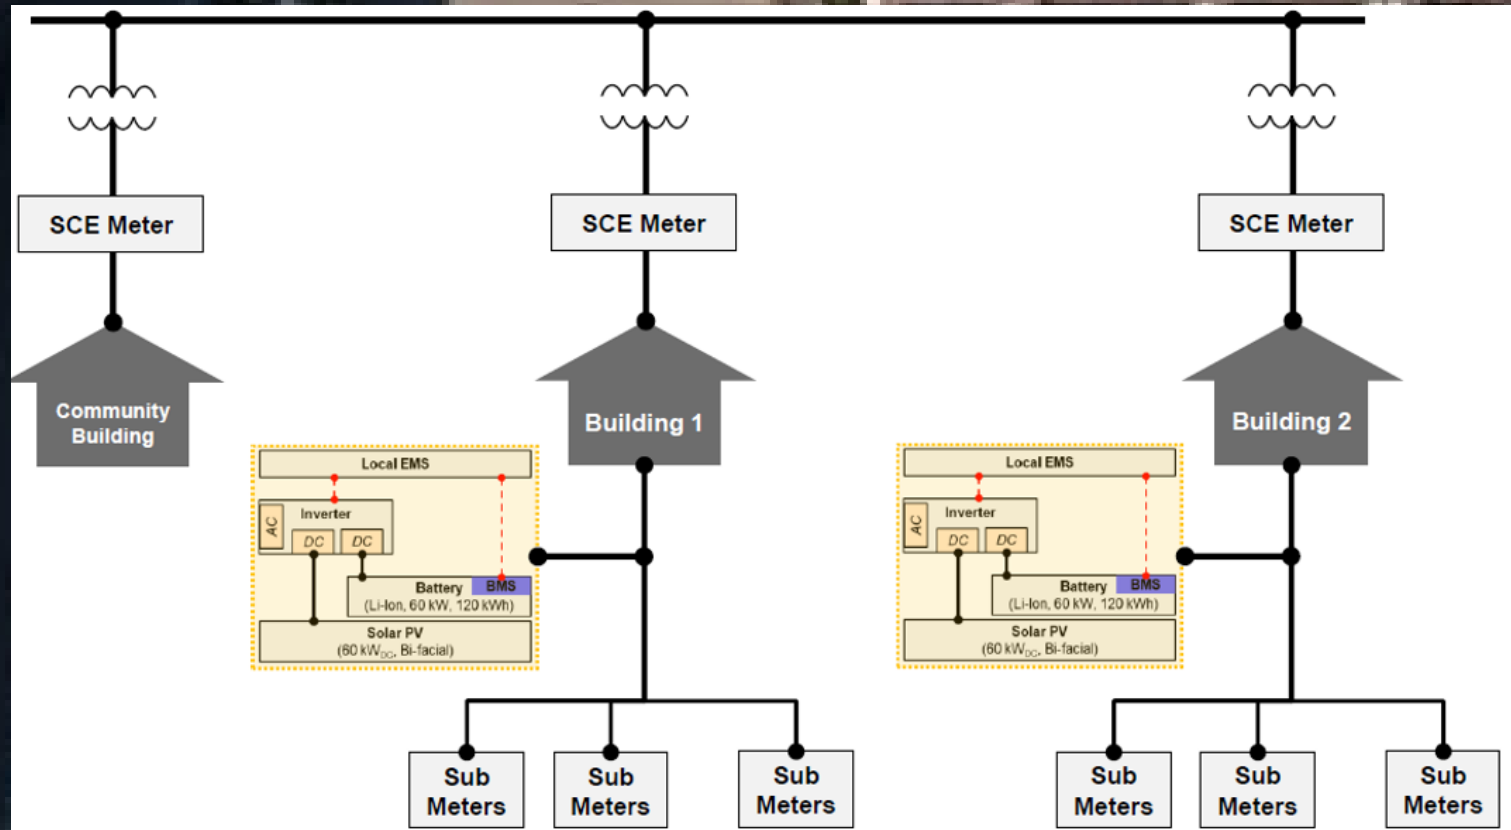 SCE Meter
SCE Meter
SCE Meter
Community
Building
Building 1
Building 2
Local EMS
Inverter
AC
DC
DC
Battery
BMS
(Li-Ion, 60 kW, 120 kWh)
Solar PV
(60 kWDC, Bi-facial)
Local EMS
Inverter
AC
DC
DC
Battery
BMS
(Li-Ion, 60 kW, 120 kWh)
Solar PV
(60 kWDC, Bi-facial)
Sub
Meters
Sub
Meters
Sub
Meters
Sub
Meters
Sub
Meters
Sub
Meters